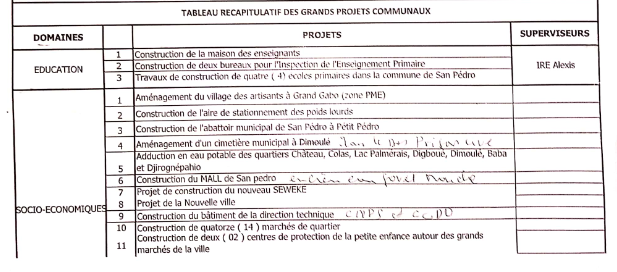 TABLEAU RECAPITULATIF DES GRANDS PROJETS COMMUNAUX
DOMAINES PROJETS SUPERVISEURS
EDUCATION
1 Construction de la maison des enseignants
2 Construction de deux bureaux pour l'Inspection de l'Enseignement Primaire
3 Travaux de construction de quatre ( 4) ecoles primaires dans la commune de San Pédro
IRE Alexis
SOCIO-ECONOMIQUES
1 Aménagement du village des artisants à Grand Gabo (zone PME)
2 Construction de l'aire de stationnement des poids lourds
3 Construction de l'abattoir municipal de San Pédro à Pétit Pédro
4 Aménagement d'un cimetière municipal à Dimoulé
Adduction en eau potable des quartiers Château, Colas, Lac Palmérais, Digboué, Dimoulé, Baba
5 et Djirognépahio
6 Construction du MALL de San pedro
7 Projet de construction du nouveau SEWEKE
8 Projet de la Nouvelle ville
9 Construction du bâtiment de la direction technique
10 Construction de quatorze ( 14 ) marchés de quartier
Construction de deux ( 02 ) centres de protection de la petite enfance autour des grands
11 marchés de la ville